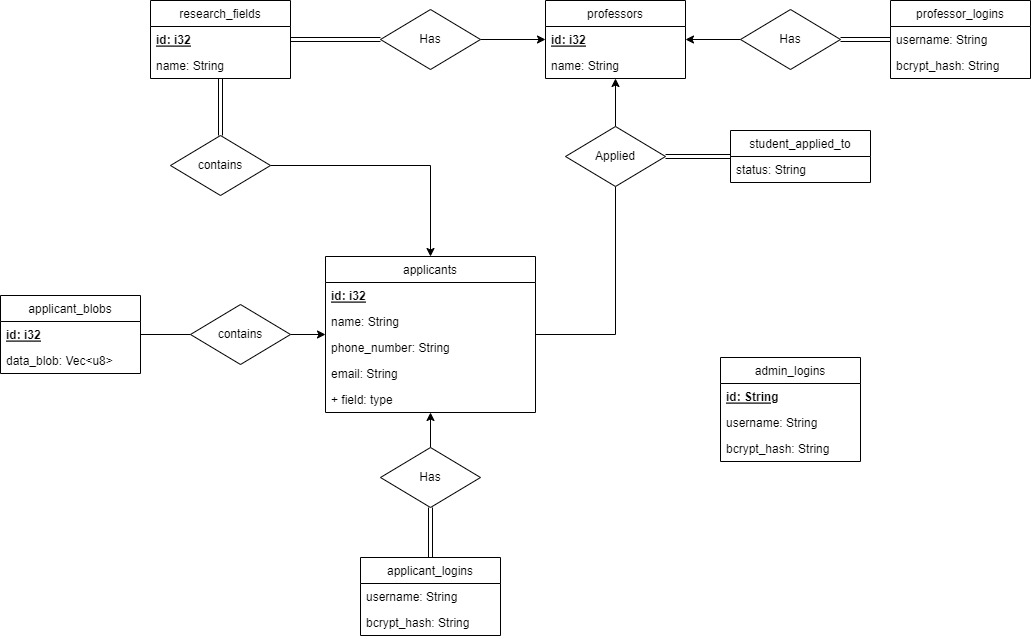 research_fields
id: i32
name: String
Has
professors
id: i32
name: String
Has
professor_logins
username: String
bcrypt_hash: String
contains
Applied
student_applied_to
status: String
applicants
id: i32
name: String
phone_number: String
email: String
+ field: type
applicant_blobs
id: i32
data_blob: Vec<u8>
contains
admin_logins
id: String
username: String
bcrypt_hash: String
Has
applicant_logins
username: String
bcrypt_hash: String